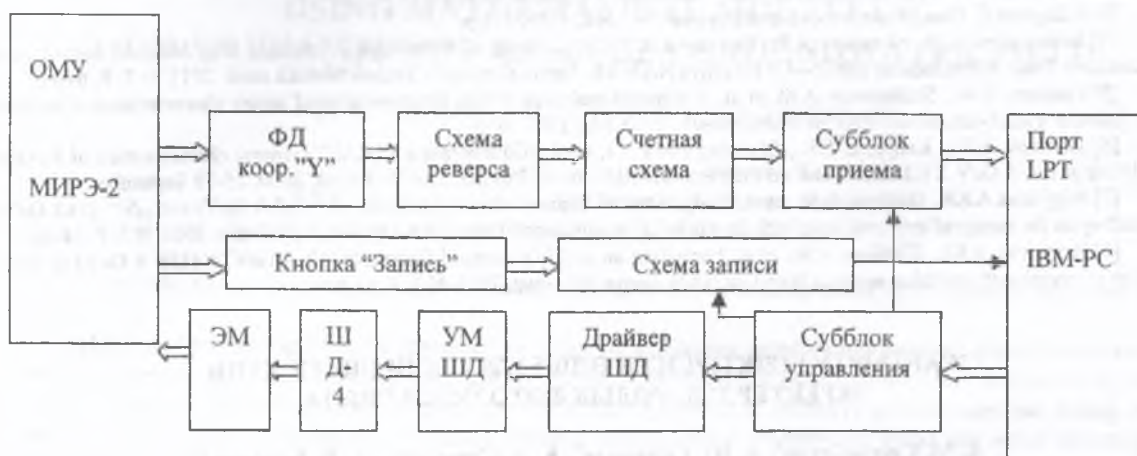 ОМУ
МИРЭ-2
ФД
коор. "Y"
Схема
реверса
Счетная
схема
Субблок
приема
Порт
LPT
Кнопка "Запись"
Схема записи
IBM-PC
ЭМ
Ш
Д-
4
УМ
ШД
Драйвер
ШД
Субблок
управления